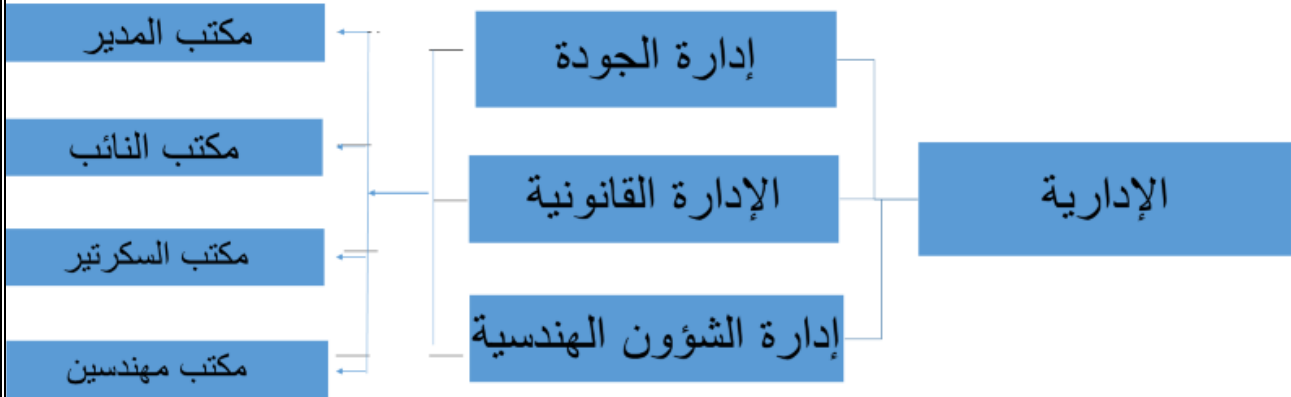 الإدارية
إدارة الجودة
الإدارة القانونية
إدارة الشؤون الهندسية
مكتب المدير
مكتب النائب
مكتب السكرتير
مكتب مهندسين